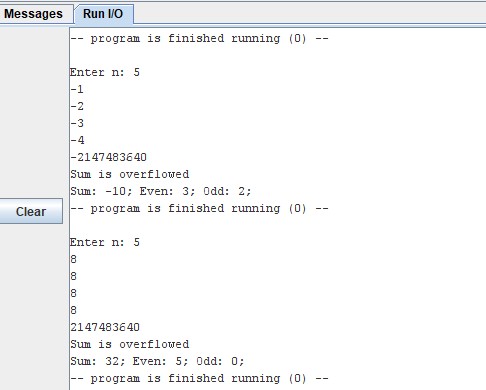 Messages Run I/O
-- program is finished running (0) --
Enter n: 5
-1
-2
-3
-4
-2147483640
Sum is overflowed
Sum: -10; Even: 3; Odd: 2;
-- program is finished running (0) --
Clear
Enter n: 5
8
8
8
8
2147483640
Sum is overflowed
Sum: 32; Even: 5; Odd: 0;
-- program is finished running (0) --